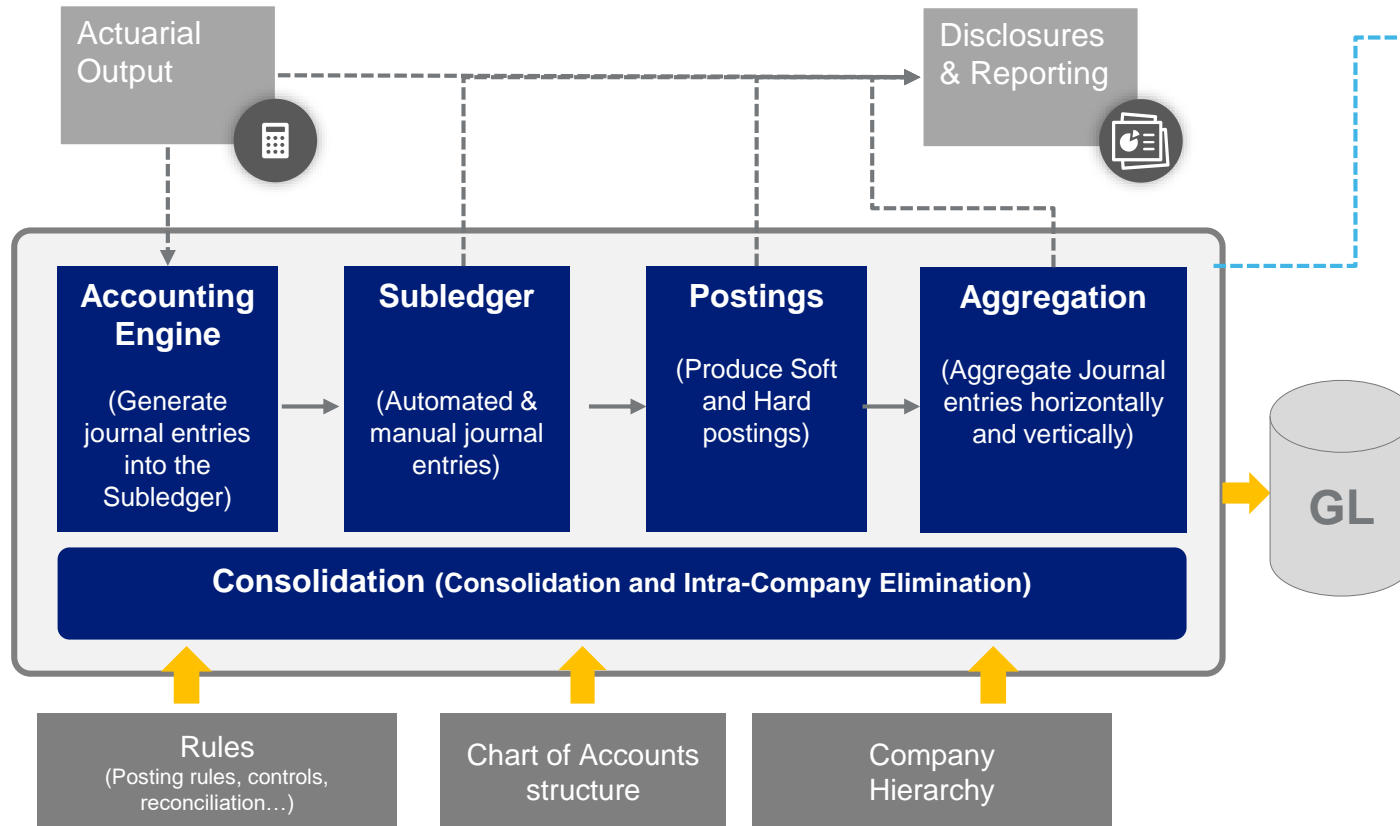 Actuarial
Output
Disclosures
& Reporting
Accounting
Engine
(Generate
journal entries
into the
Subledger)
Subledger
(Automated &
manual journal
entries)
Postings
(Produce Soft
and Hard
postings)
Aggregation
(Aggregate Journal
entries horizontally
and vertically)
GL
Consolidation (Consolidation and Intra-Company Elimination)
Rules
(Posting rules, controls,
reconciliation…)
Chart of Accounts
structure
Company
Hierarchy